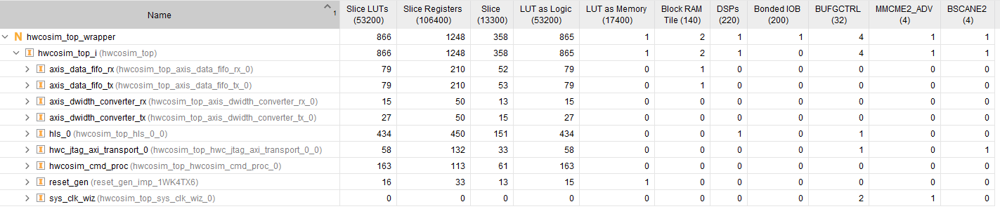 Name 1 Slice LUTs (53200) Slice Registers (106400) Slice (13300) LUT as Logic (53200) LUT as Memory (17400) Block RAM Tile (140) DSPs (220) Bonded IOB (200) BUFGCTRL (32) MMCME2_ADV (4) BSCANE2 (4)
N hwcosim_top_wrapper 866 1248 358 865 1 2 1 1 4 1 1
I hwcosim_top_i (hwcosim_top) 866 1248 358 865 1 2 1 0 4 1 1
I axis_data_fifo_rx (hwcosim_top_axis_data_fifo_rx_0) 79 210 52 79 0 1 0 0 0 0 0
I axis_data_fifo_tx (hwcosim_top_axis_data_fifo_tx_0) 79 210 53 79 0 1 0 0 0 0 0
I axis_dwidth_converter_rx (hwcosim_top_axis_dwidth_converter_rx_0) 15 50 13 15 0 0 0 0 0 0 0
I axis_dwidth_converter_tx (hwcosim_top_axis_dwidth_converter_tx_0) 27 50 15 27 0 0 0 0 0 0 0
I hls_0 (hwcosim_top_hls_0_0) 434 450 151 434 0 0 1 0 1 0 0
I hwc_jtag_axi_transport_0 (hwcosim_top_hwc_jtag_axi_transport_0_0) 58 132 33 58 0 0 0 0 1 0 1
I hwcosim_cmd_proc (hwcosim_top_hwcosim_cmd_proc_0) 163 113 61 163 0 0 0 0 0 0 0
I reset_gen (reset_gen_imp_1WK4TX6) 16 33 13 15 1 0 0 0 0 0 0
I sys_clk_wiz (hwcosim_top_sys_clk_wiz_0) 0 0 0 0 0 0 0 0 2 1 0